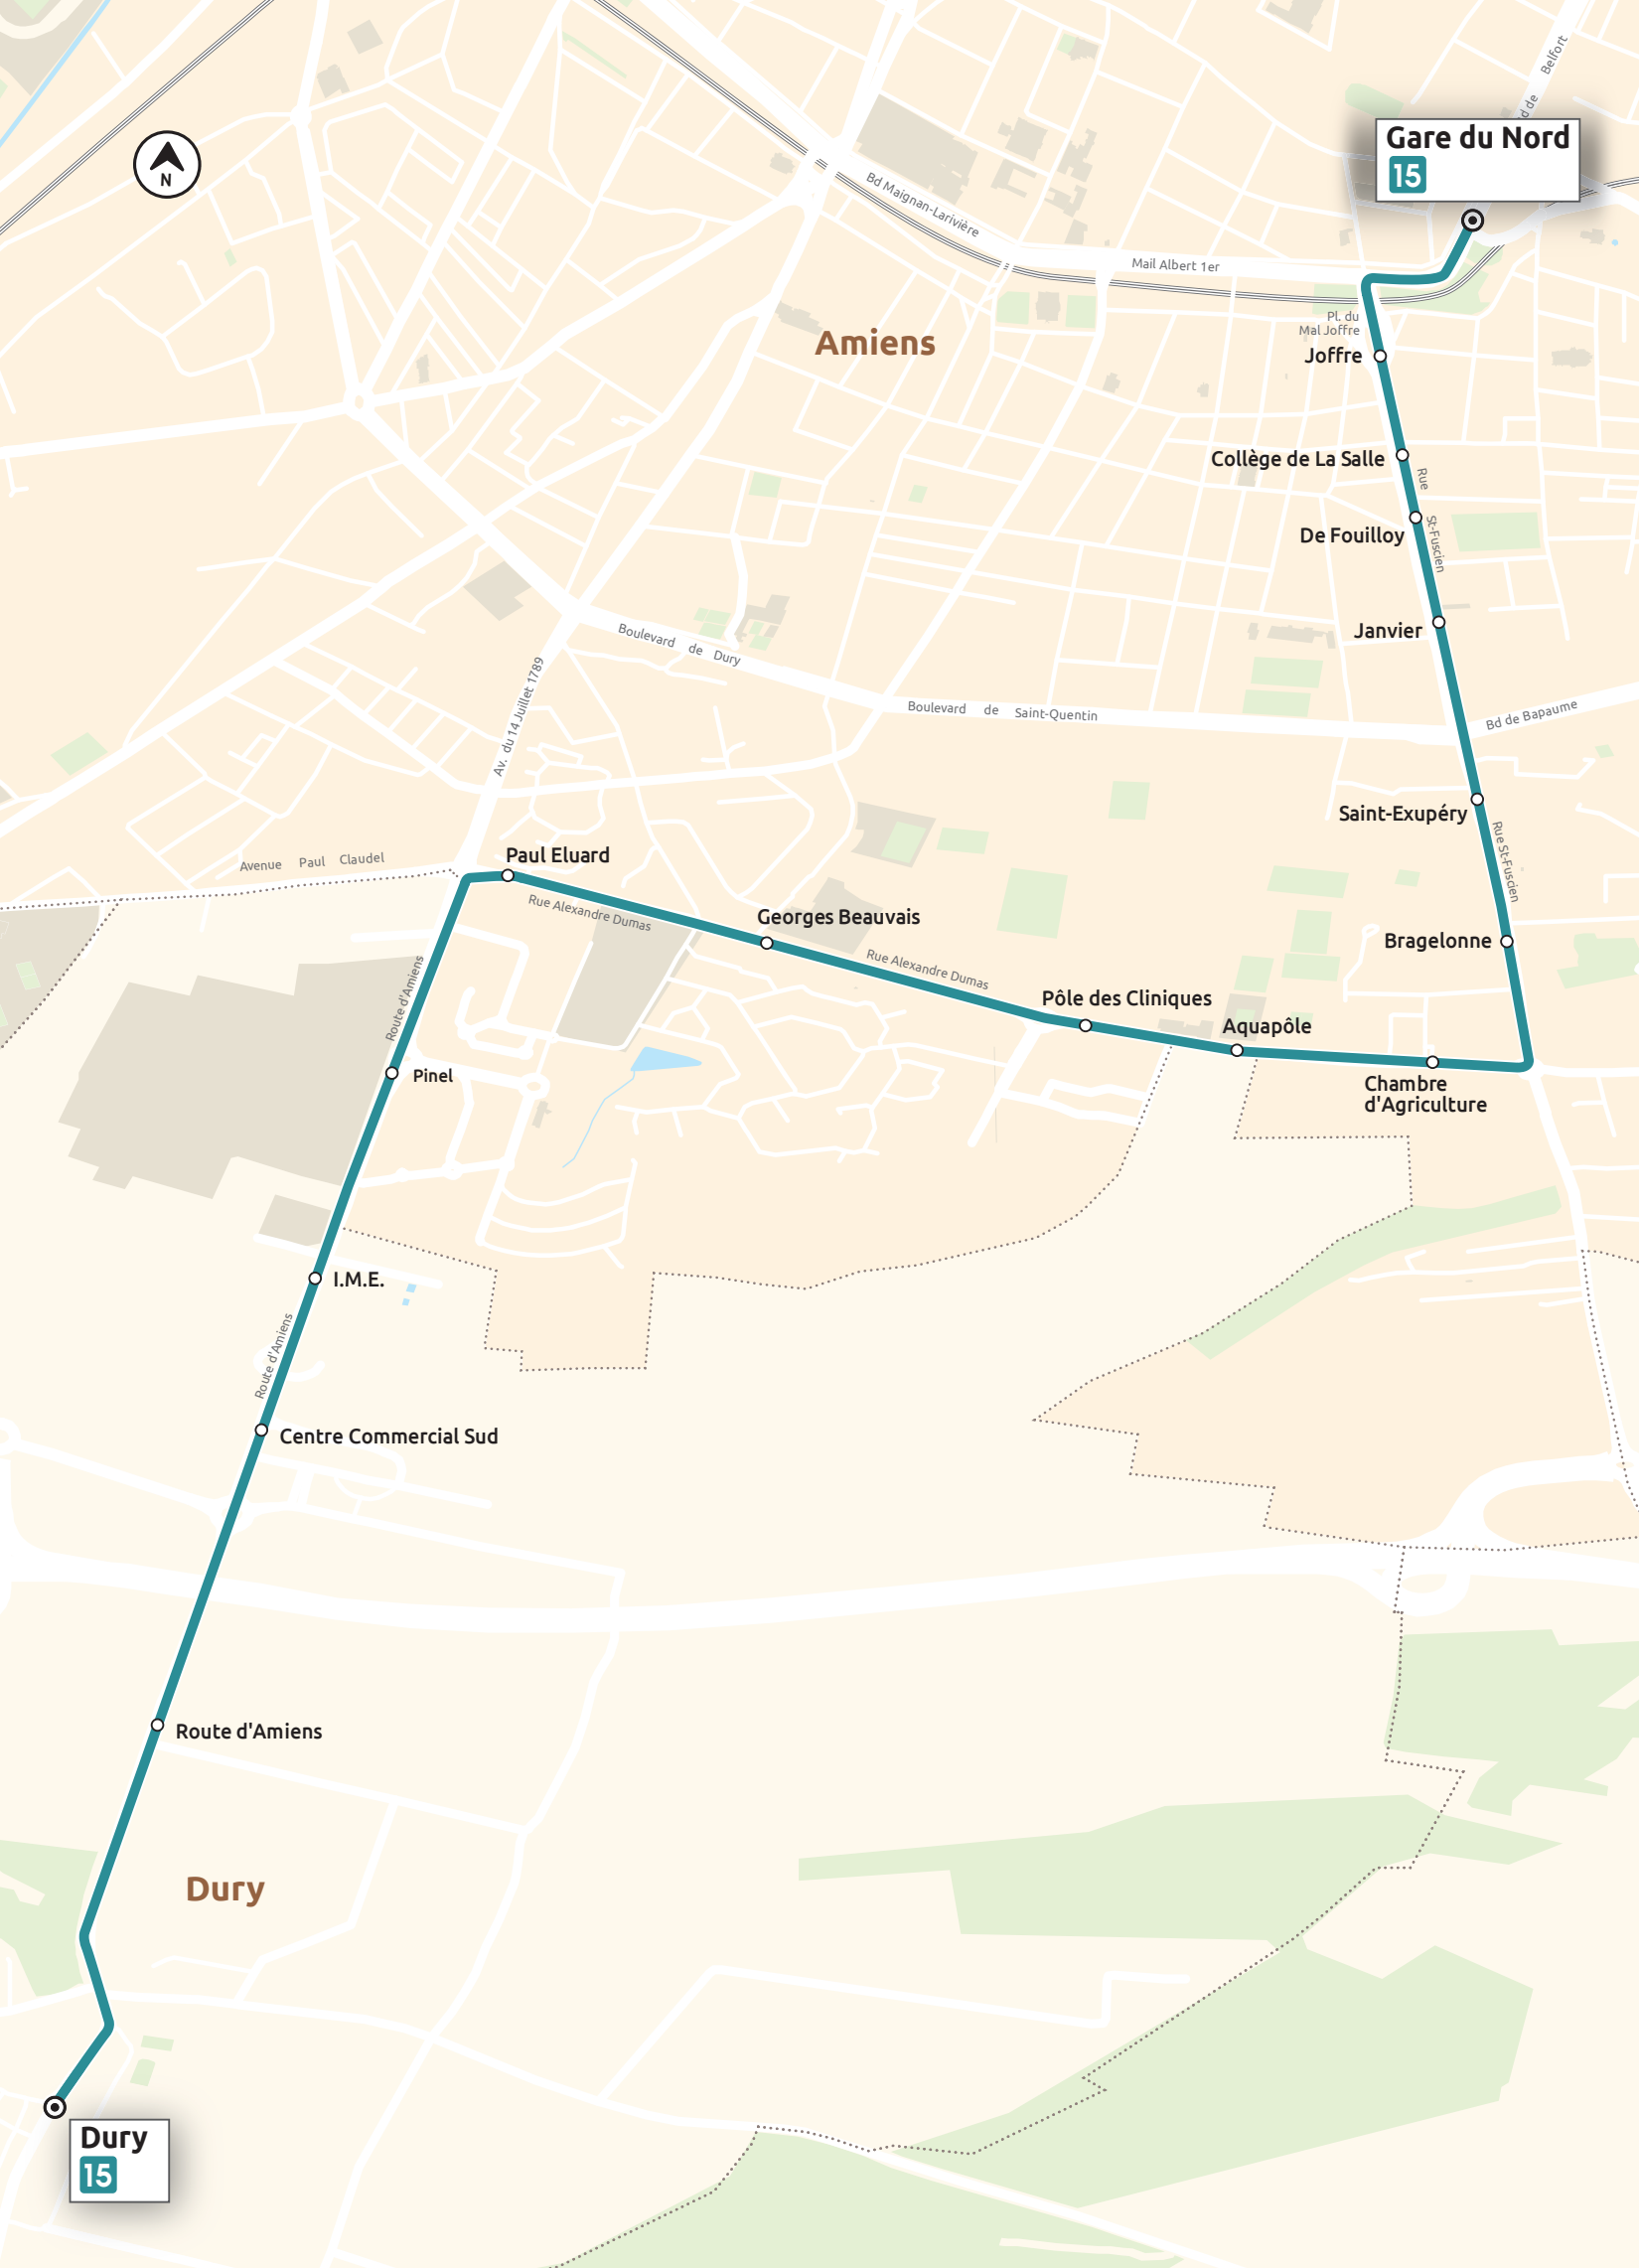 Belfort
d de
Gare du Nord
15
N
Bd Maignan-Larivière
Mail Albert 1er
Pl. du
Mal Joffre
Amiens
Joffre
Collège de La Salle
Rue
St-Fuscien
De Fouilloy
Janvier
Boulevard de Dury
Av. du 14 Juillet 1789
Boulevard de Saint-Quentin
Bd de Bapaume
Saint-Exupéry
Rue St-Fuscien
Avenue Paul Claudel
Paul Eluard
Rue Alexandre Dumas
Georges Beauvais
Rue Alexandre Dumas
Bragelonne
Route d'Amiens
Pôle des Cliniques
Aquapôle
Pinel
Chambre
d'Agriculture
I.M.E.
Route d'Amiens
Centre Commercial Sud
Route d'Amiens
Dury
Dury
15